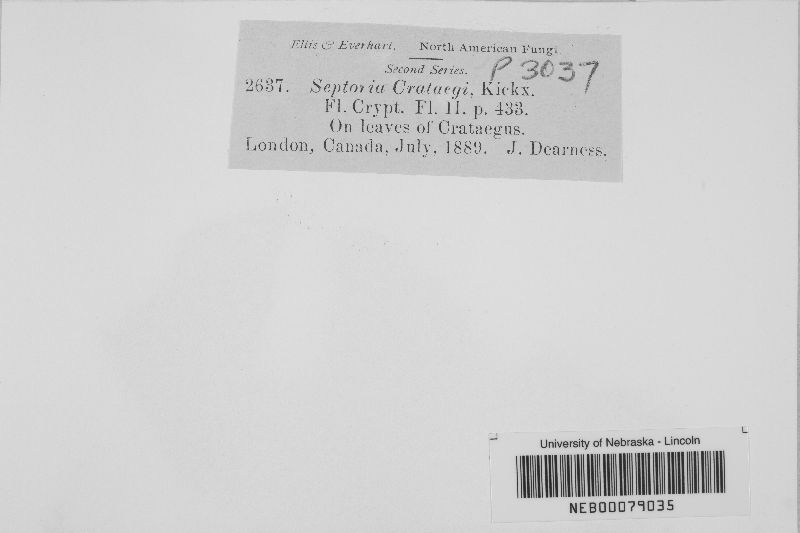 Ellis & Everhart. North American Fungi.
Second Series.
P 3037
2637. Septoria Crataegi, Kickx.
Fl. Crypt. Fl. II. p. 433.
On leaves of Crataegus.
London, Canada, July, 1889. J. Dearness.
University of Nebraska - Lincoln
NEB00079035